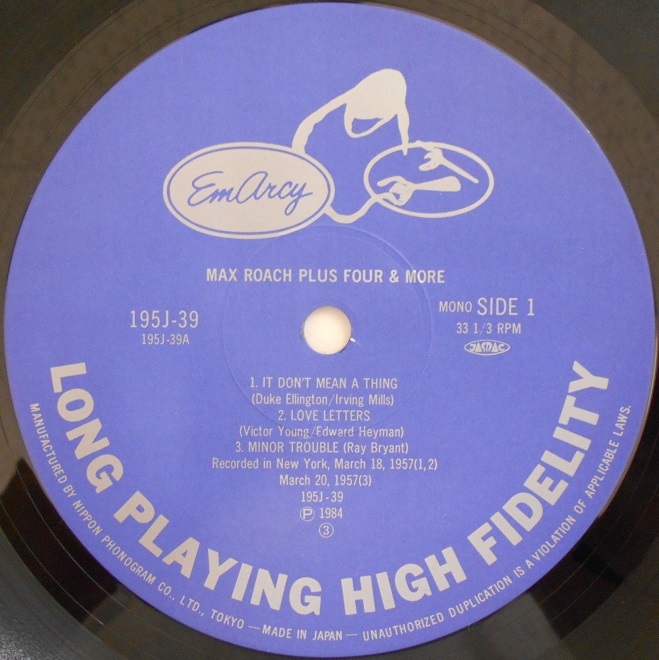 EmArcy
MAX ROACH PLUS FOUR & MORE
195J-39
195J-39A
MONO SIDE 1
33 1/3 RPM
JASRAC
1. IT DON'T MEAN A THING
(Duke Ellington/Irving Mills)
2. LOVE LETTERS
(Victor Young/Edward Heyman)
3. MINOR TROUBLE (Ray Bryant)
Recorded in New York, March 18, 1957(1,2)
March 20, 1957(3)
195J-39
Ⓟ 1984
③
LONG PLAYING HIGH FIDELITY
MANUFACTURED BY NIPPON PHONOGRAM CO., LTD., TOKYO — MADE IN JAPAN — UNAUTHORIZED DUPLICATION IS A VIOLATION OF APPLICABLE LAWS.